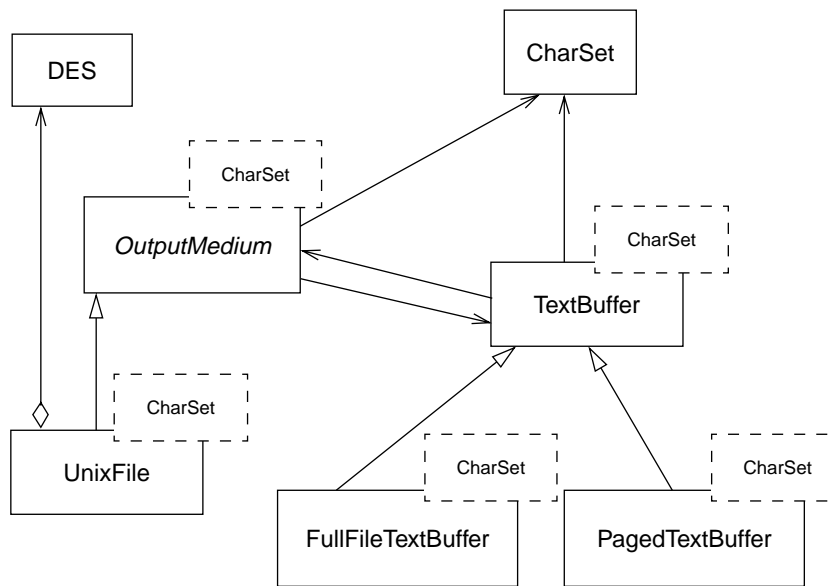 CharSet
DES
CharSet
OutputMedium
CharSet
TextBuffer
CharSet
UnixFile
CharSet
CharSet
FullFileTextBuffer
PagedTextBuffer